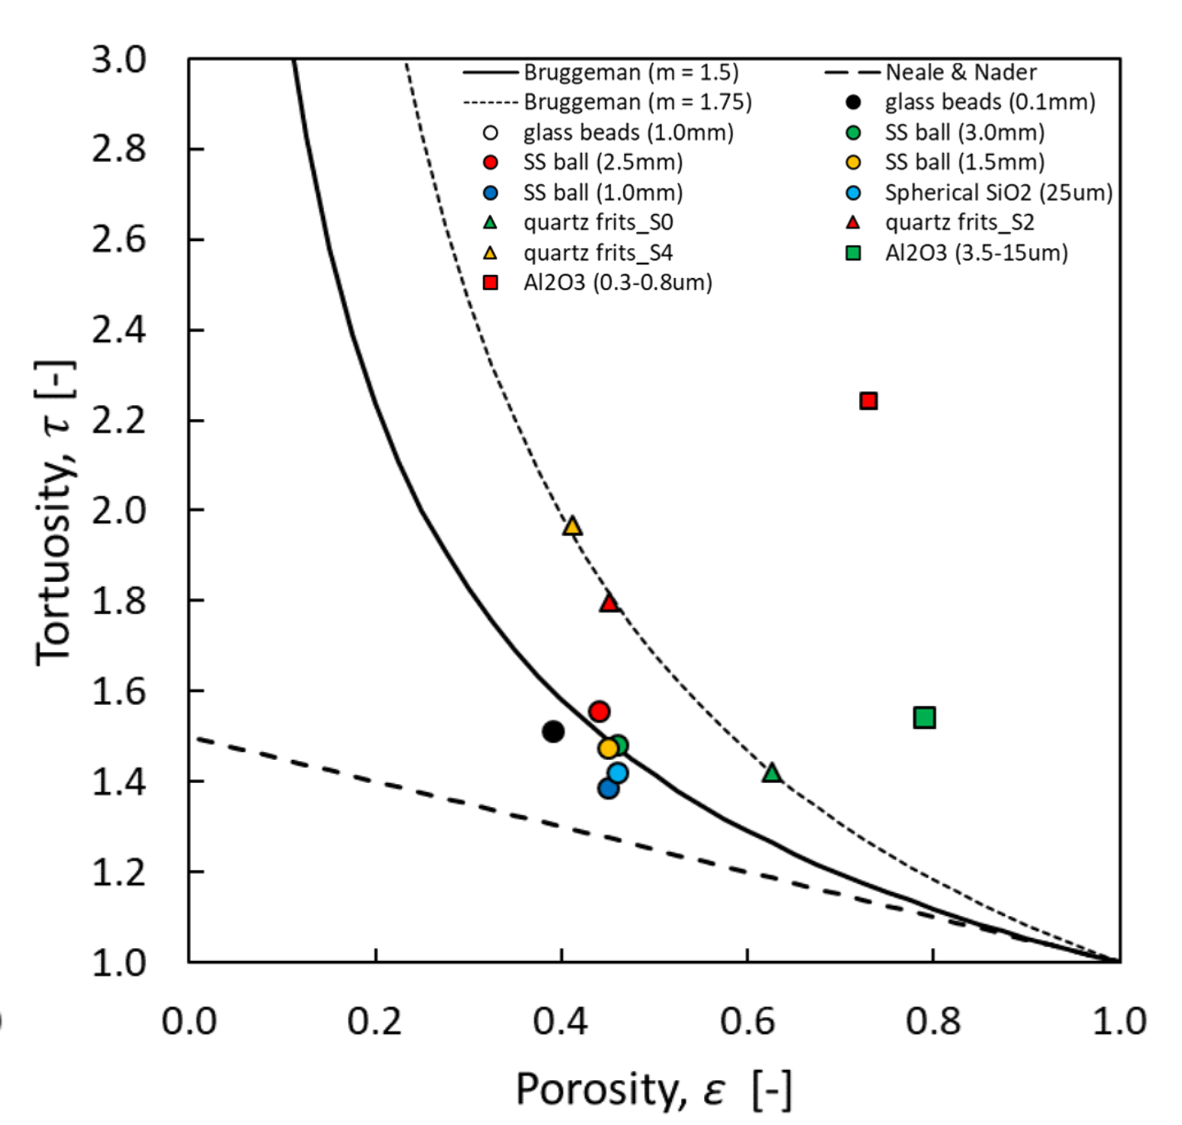 3.0
2.8
2.6
2.4
2.2
2.0
1.8
1.6
1.4
1.2
1.0
Tortuosity, τ [-]
Bruggeman (m = 1.5)
Neale & Nader
Bruggeman (m = 1.75)
glass beads (0.1mm)
glass beads (1.0mm)
SS ball (3.0mm)
SS ball (2.5mm)
SS ball (1.5mm)
SS ball (1.0mm)
Spherical SiO2 (25um)
quartz frits_S0
quartz frits_S2
quartz frits_S4
Al2O3 (3.5-15um)
Al2O3 (0.3-0.8um)
0.0 0.2 0.4 0.6 0.8 1.0
Porosity, ε [-]